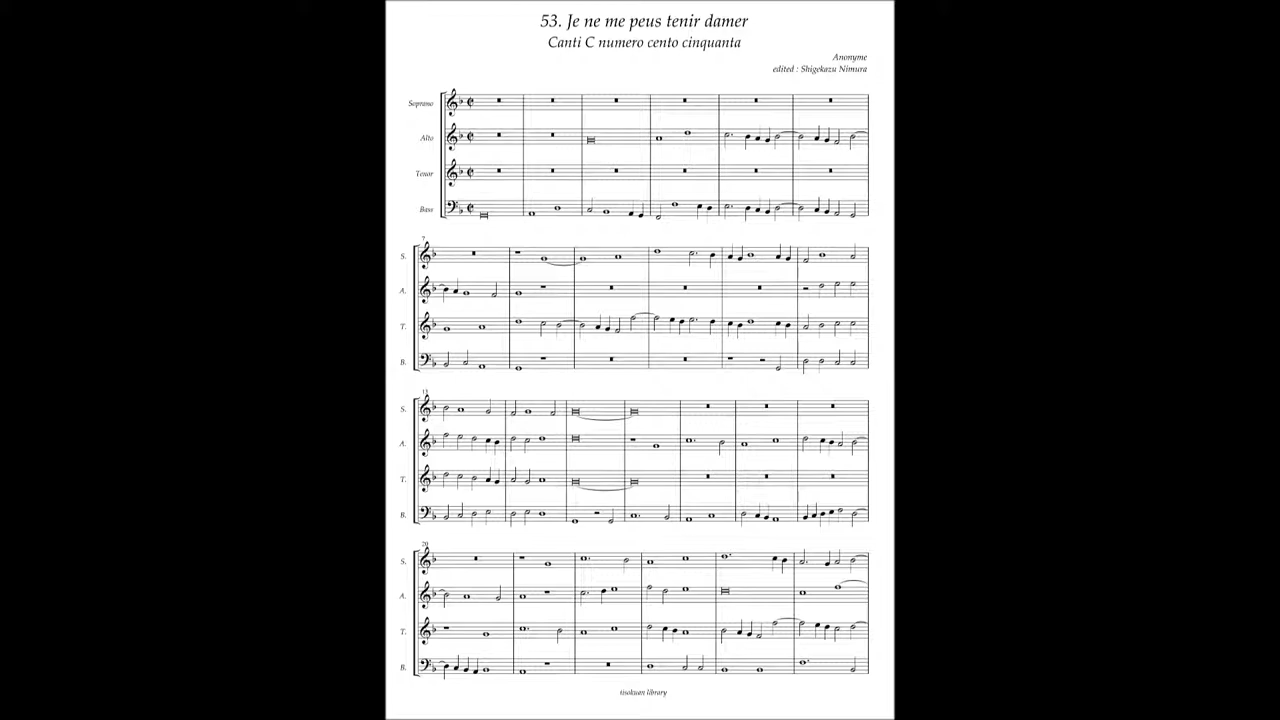 53. Je ne me peus tenir damer
Canti C numero cento cinquanta
Anonyme
edited : Shigekazu Nimura
Soprano
Alto
Tenor
Bass
7
S.
A.
T.
B.
13
S.
A.
T.
B.
20
S.
A.
T.
B.
tisokuan library